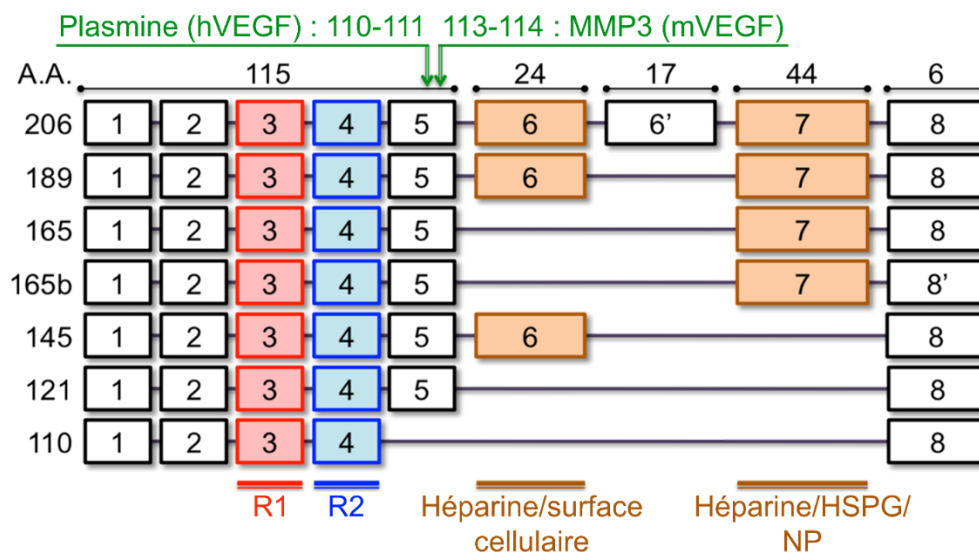 Plasmine (hVEGF) : 110-111 113-114 : MMP3 (mVEGF)
A.A. 115 24 17 44 6
206 1 2 3 4 5 6 6’ 7 8
189 1 2 3 4 5 6 7 8
165 1 2 3 4 5 7 8
165b 1 2 3 4 5 7 8’
145 1 2 3 4 5 6 8
121 1 2 3 4 5 8
110 1 2 3 4 8
R1 R2 Héparine/surface Héparine/HSPG/
cellulaire NP